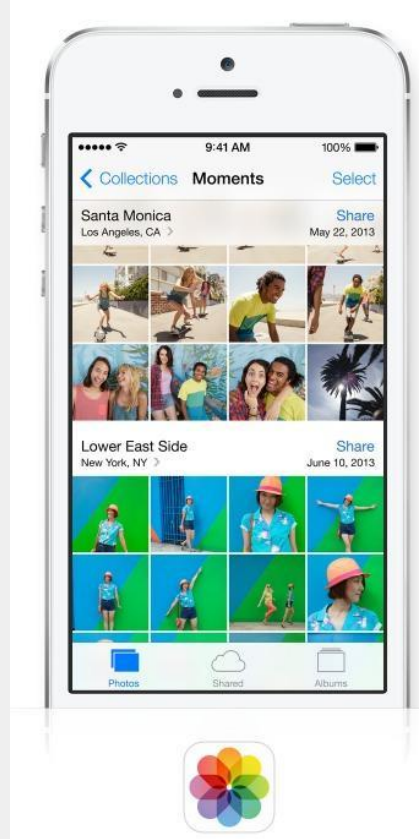 9:41 AM 100%
Collections Moments Select
Santa Monica Share
Los Angeles, CA > May 22, 2013
Lower East Side Share
New York, NY > June 10, 2013
Photos Shared Albums